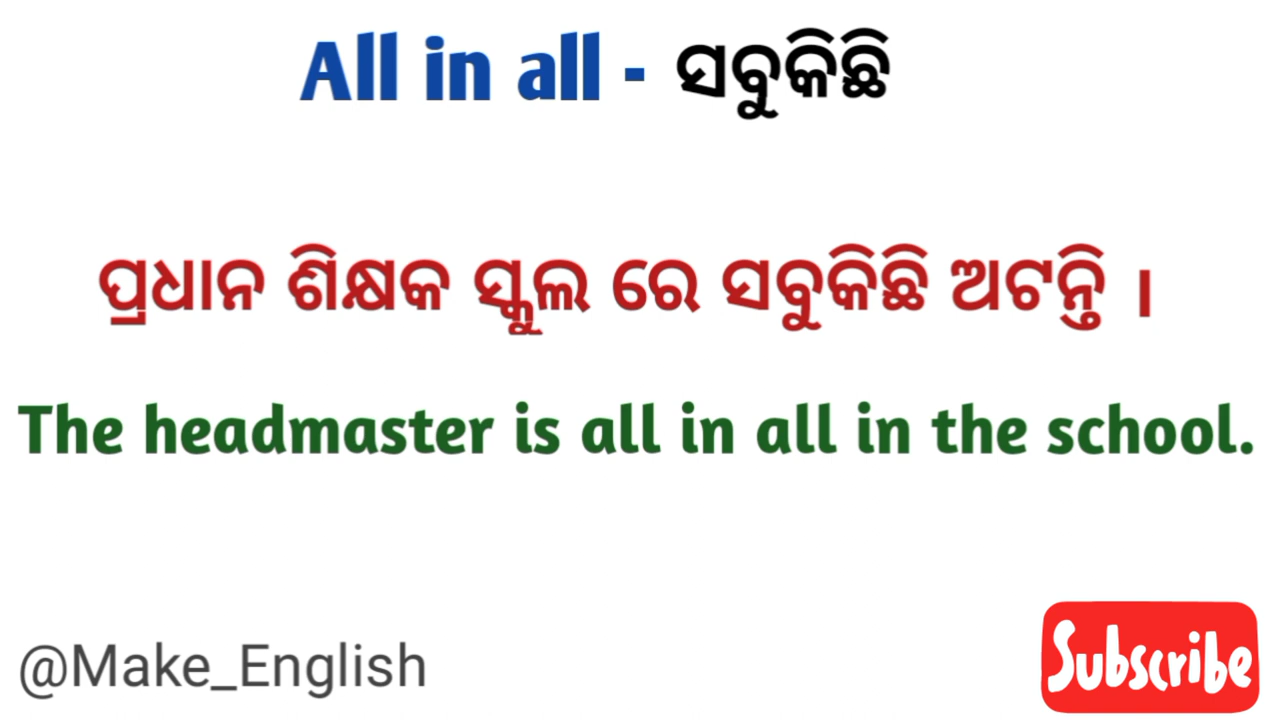 All in all - ସବୁକିଛି
ପ୍ରଧାନ ଶିକ୍ଷକ ସ୍କୁଲ ରେ ସବୁକିଛି ଅଟନ୍ତି ।
The headmaster is all in all in the school.
@Make_English
Subscribe